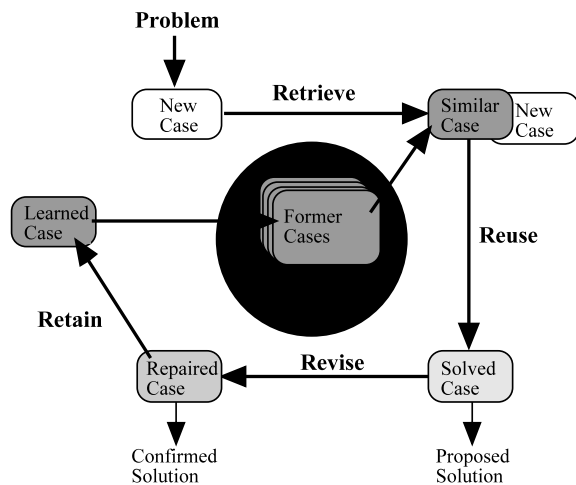 Problem
New
Case
Retrieve
Similar
Case
New
Case
Learned
Case
Former
Cases
Reuse
Retain
Repaired
Case
Revise
Solved
Case
Confirmed
Solution
Proposed
Solution